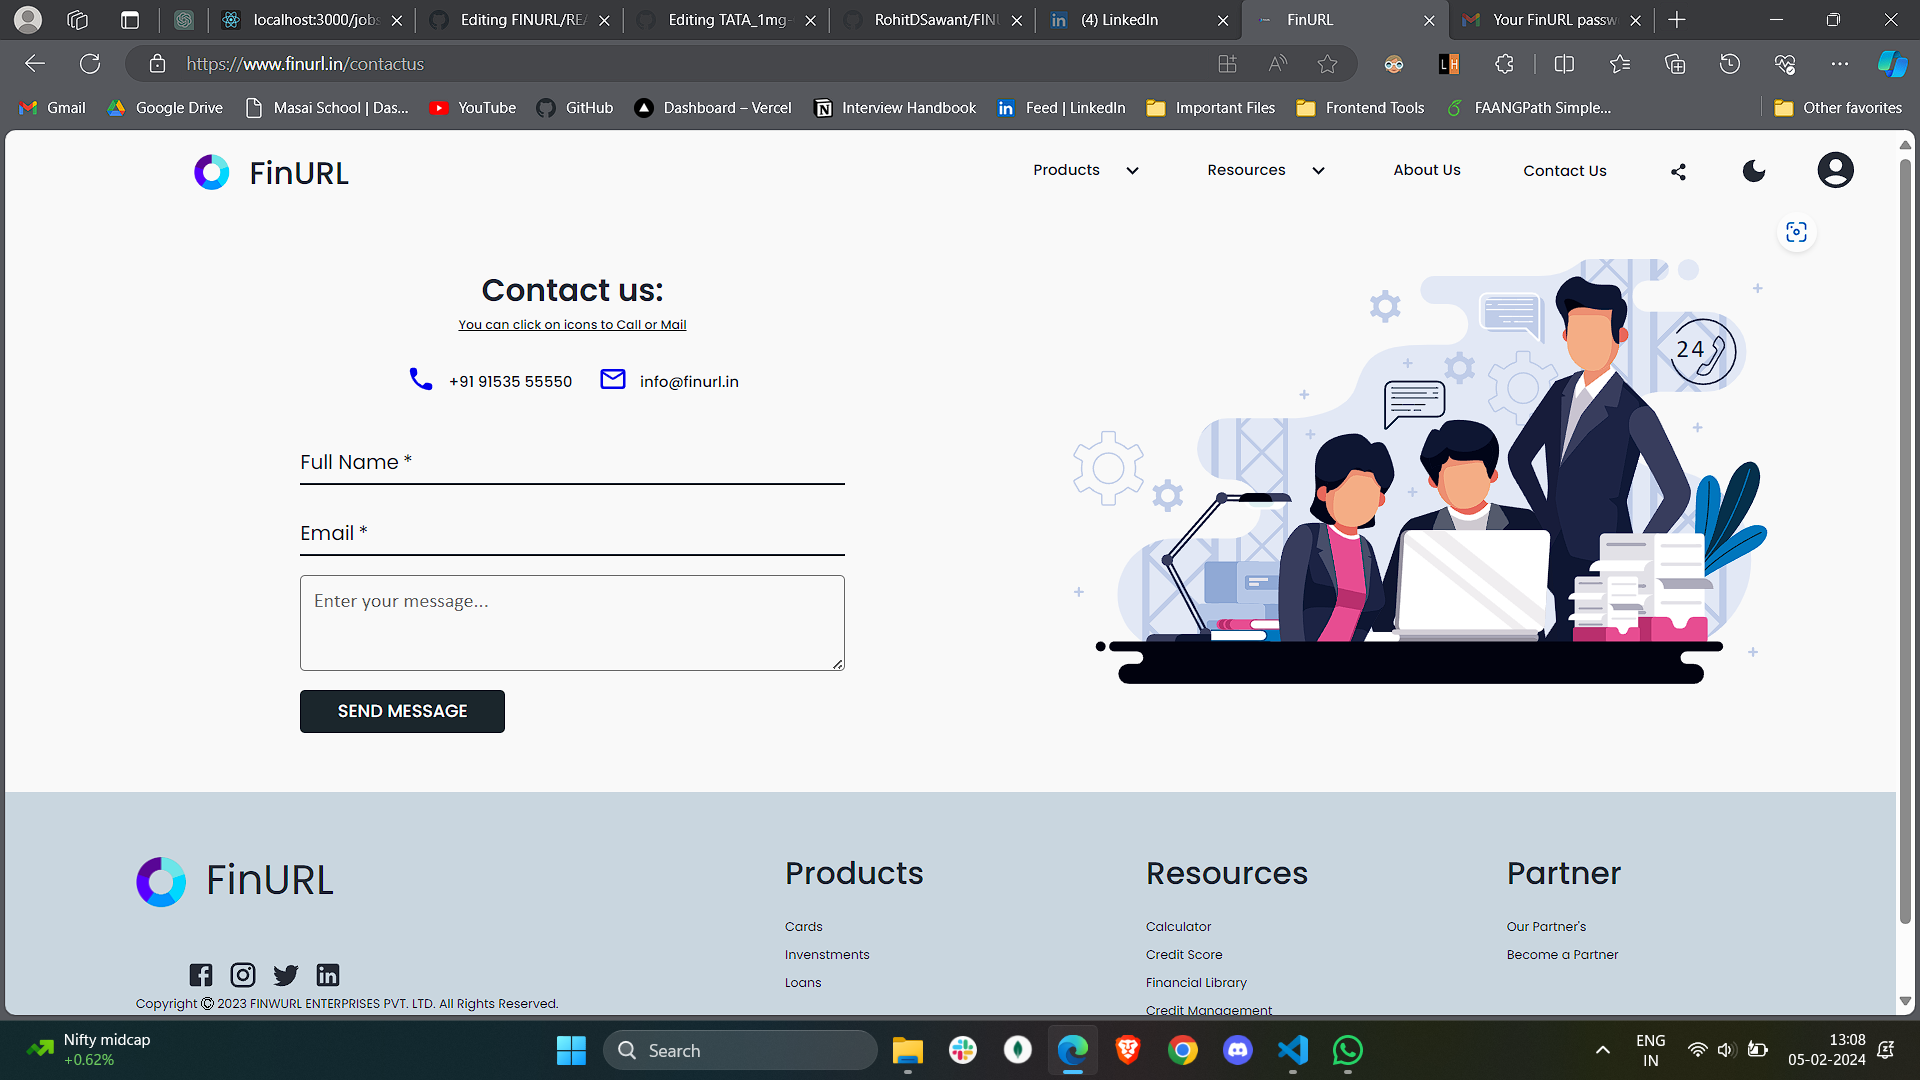 localhost:3000/jobs
Editing FINURL/REA
Editing TATA_1mg-
RohitDSawant/FINU
(4) LinkedIn
FinURL
Your FinURL passw
https://www.finurl.in/contactus
Gmail
Google Drive
Masai School | Das...
YouTube
GitHub
Dashboard – Vercel
Interview Handbook
Feed | LinkedIn
Important Files
Frontend Tools
FAANGPath Simple...
Other favorites
FinURL
Products
Resources
About Us
Contact Us
Contact us:
You can click on icons to Call or Mail
+91 91535 55550
info@finurl.in
24
Full Name *
Email *
Enter your message...
SEND MESSAGE
FinURL
Copyright © 2023 FINWURL ENTERPRISES PVT. LTD. All Rights Reserved.
Products
Cards
Invenstments
Loans
Resources
Calculator
Credit Score
Financial Library
Credit Management
Partner
Our Partner's
Become a Partner
Nifty midcap
+0.62%
Search
ENG
IN
13:08
05-02-2024